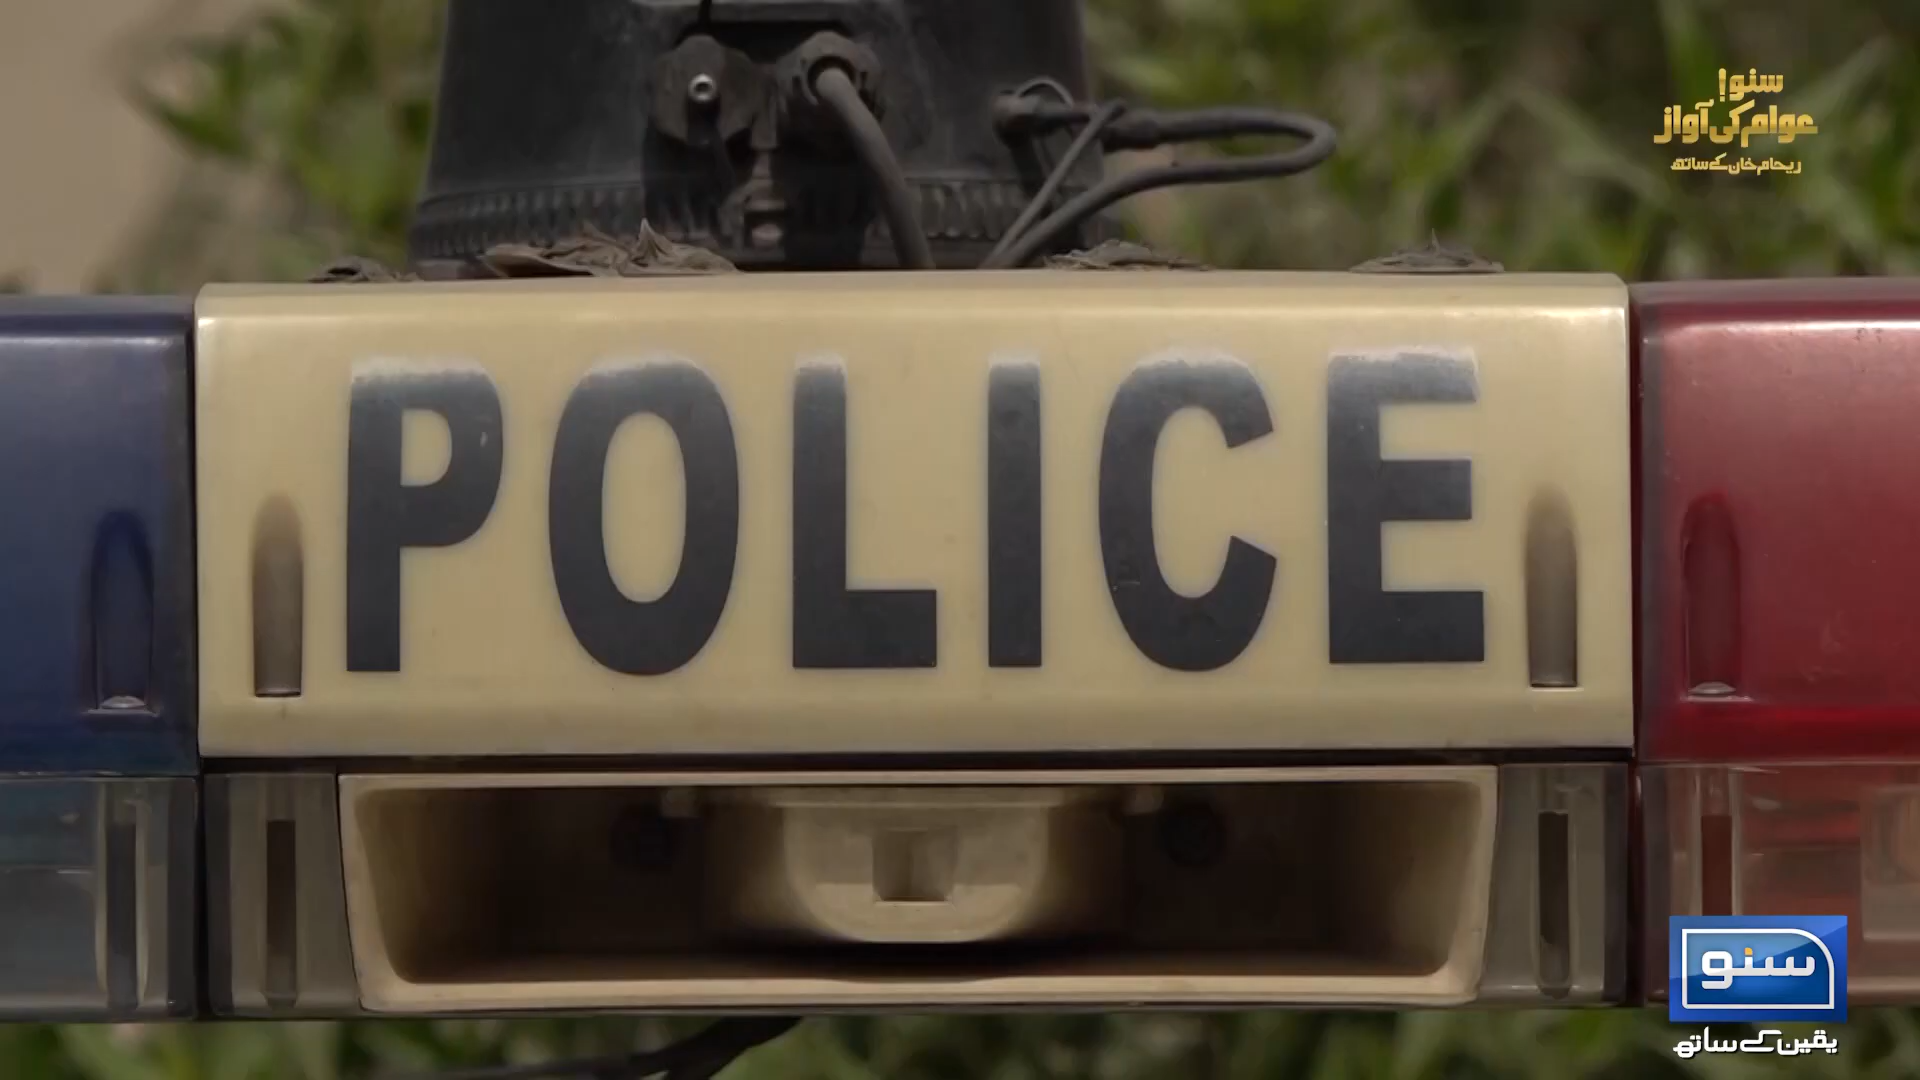 سنو!
عوام کی آواز
ریحام خان کے ساتھ
POLICE
سنو
یقین کے ساتھ